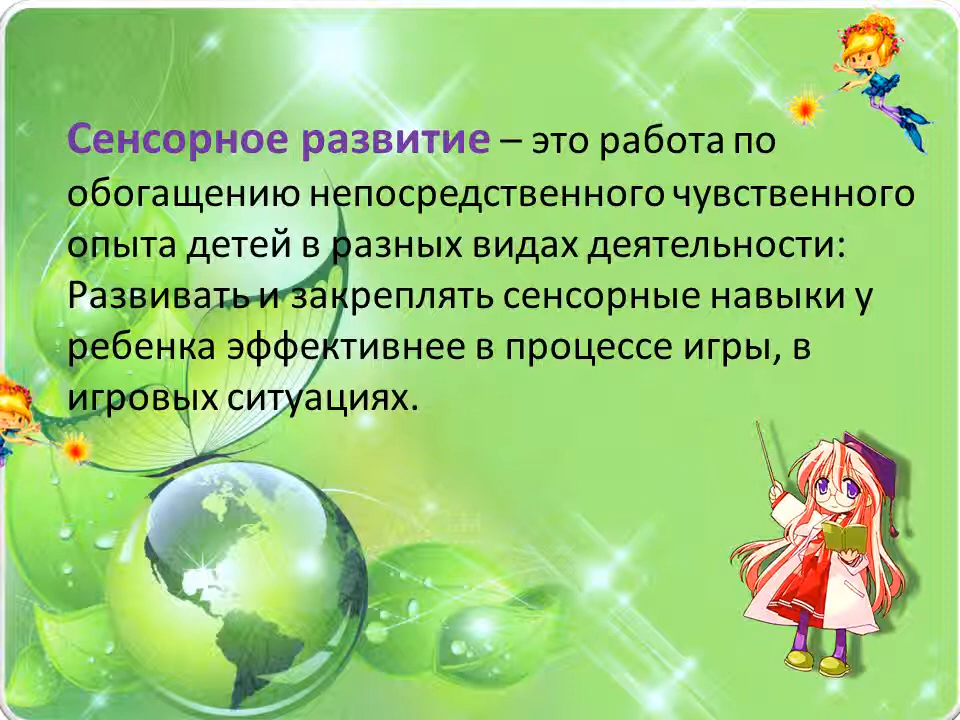 Сенсорное развитие – это работа по
обогащению непосредственного чувственного
опыта детей в разных видах деятельности:
Развивать и закреплять сенсорные навыки у
ребенка эффективнее в процессе игры, в
игровых ситуациях.